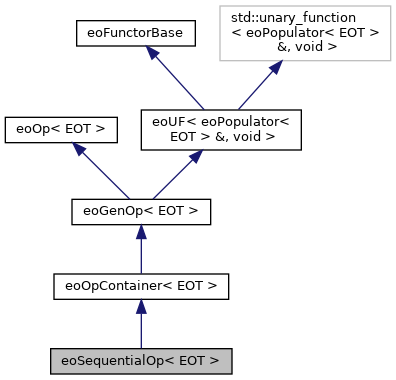 std::unary_function
< eoPopulator< EOT >
&, void >
eoFunctorBase
eoUF< eoPopulator<
EOT > &, void >
eoOp< EOT >
eoGenOp< EOT >
eoOpContainer< EOT >
eoSequentialOp< EOT >